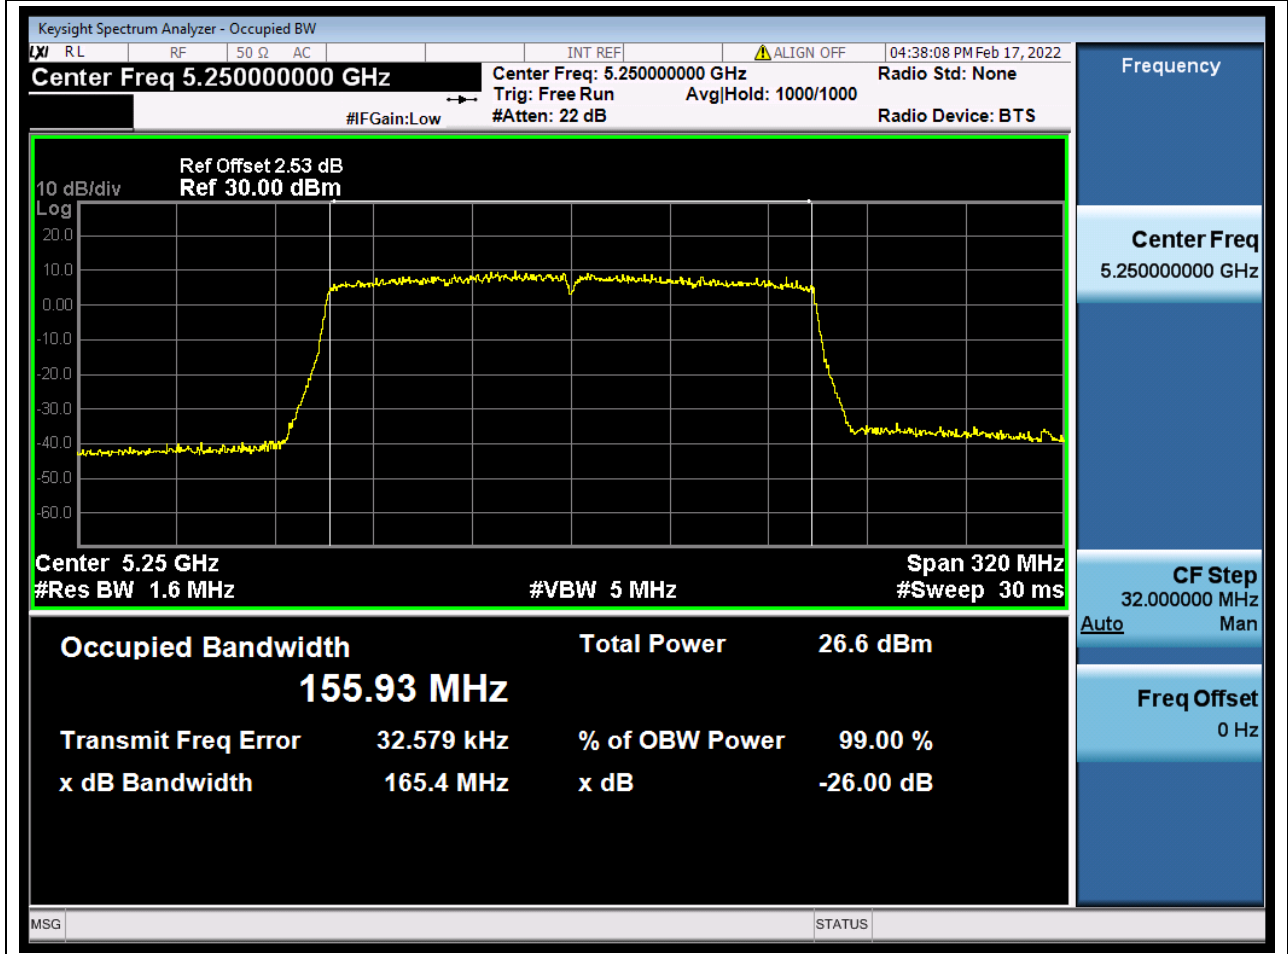 Keysight Spectrum Analyzer - Occupied BW
LXI RL RF 50 Ω AC INT REF ALIGN OFF 04:38:08 PM Feb 17, 2022
Center Freq 5.250000000 GHz
Center Freq: 5.250000000 GHz
Radio Std: None
Trig: Free Run Avg|Hold: 1000/1000
#IFGain:Low
#Atten: 22 dB
Radio Device: BTS
Ref Offset 2.53 dB
10 dB/div Ref 30.00 dBm
Log
20.0
10.0
0.00
-10.0
-20.0
-30.0
-40.0
-50.0
-60.0
Center 5.25 GHz Span 320 MHz
#Res BW 1.6 MHz #VBW 5 MHz #Sweep 30 ms
Occupied Bandwidth Total Power 26.6 dBm
155.93 MHz
Transmit Freq Error 32.579 kHz % of OBW Power 99.00 %
x dB Bandwidth 165.4 MHz x dB -26.00 dB
MSG STATUS
Frequency
Center Freq
5.250000000 GHz
CF Step
32.000000 MHz
Auto Man
Freq Offset
0 Hz